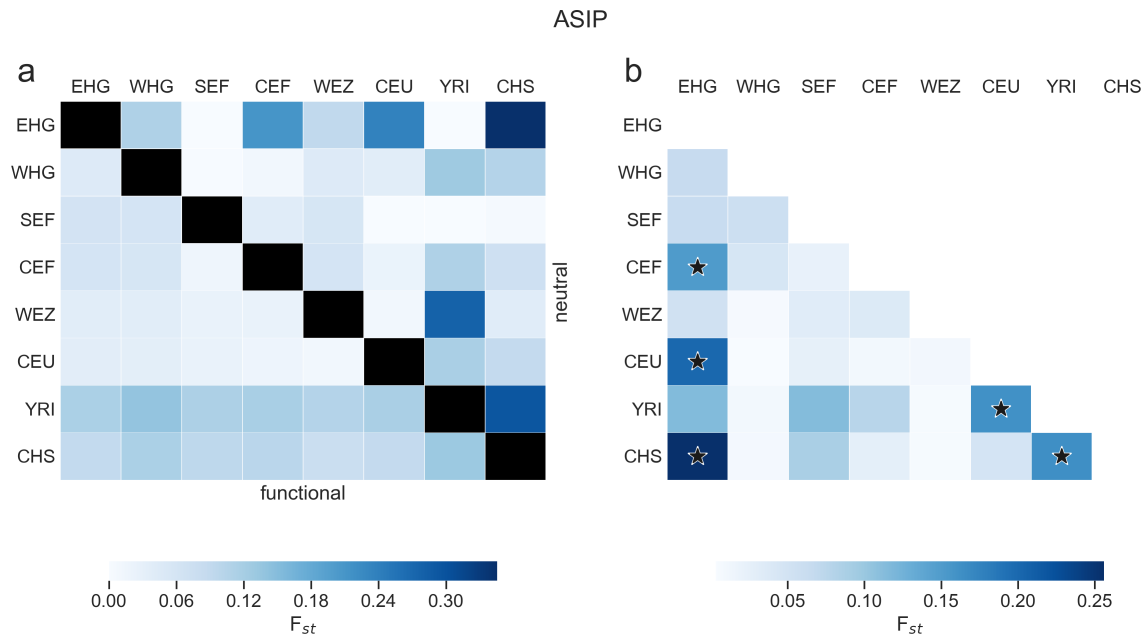 ASIP
a
EHG WHG SEF CEF WEZ CEU YRI CHS
EHG
WHG
SEF
CEF
WEZ
CEU
YRI
CHS
neutral
functional
0.00 0.06 0.12 0.18 0.24 0.30
Fst
b
EHG WHG SEF CEF WEZ CEU YRI CHS
EHG
WHG
SEF
CEF
WEZ
CEU
YRI
CHS
0.05 0.10 0.15 0.20 0.25
Fst